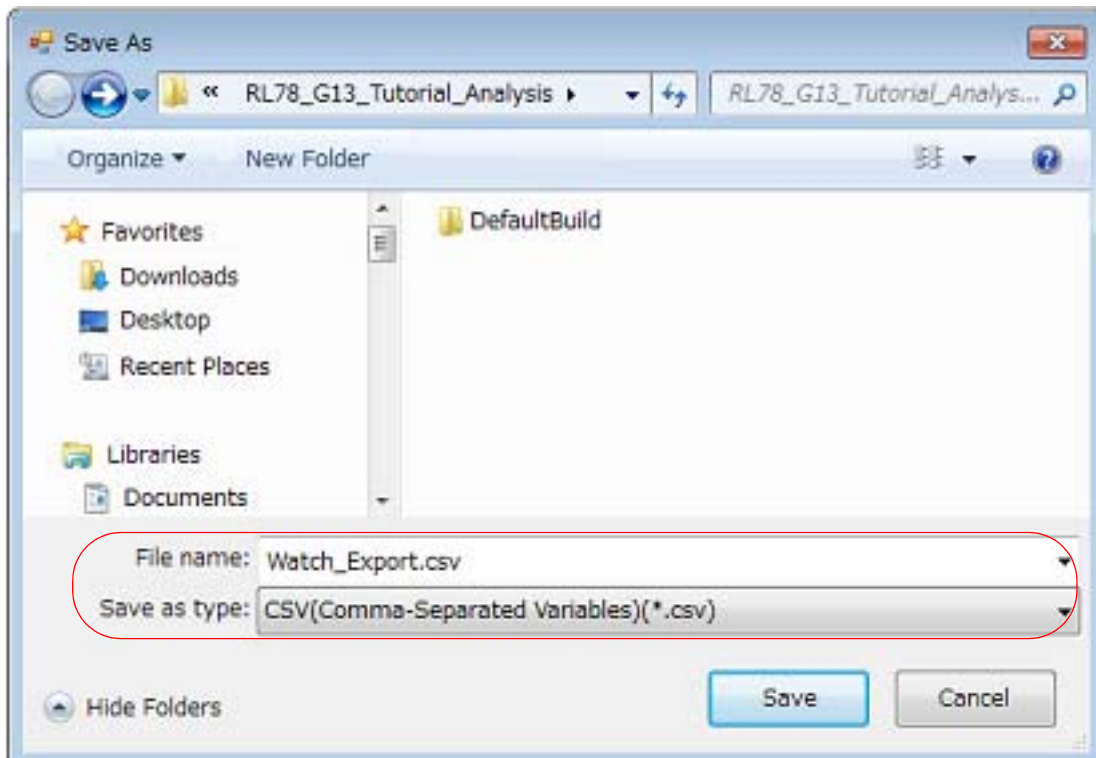 Save As
« RL78_G13_Tutorial_Analysis
RL78_G13_Tutorial_Analys...
Organize New Folder
Favorites
Downloads
Desktop
Recent Places
Libraries
Documents
DefaultBuild
File name: Watch_Export.csv
Save as type: CSV(Comma-Separated Variables)(*.csv)
Hide Folders
Save
Cancel